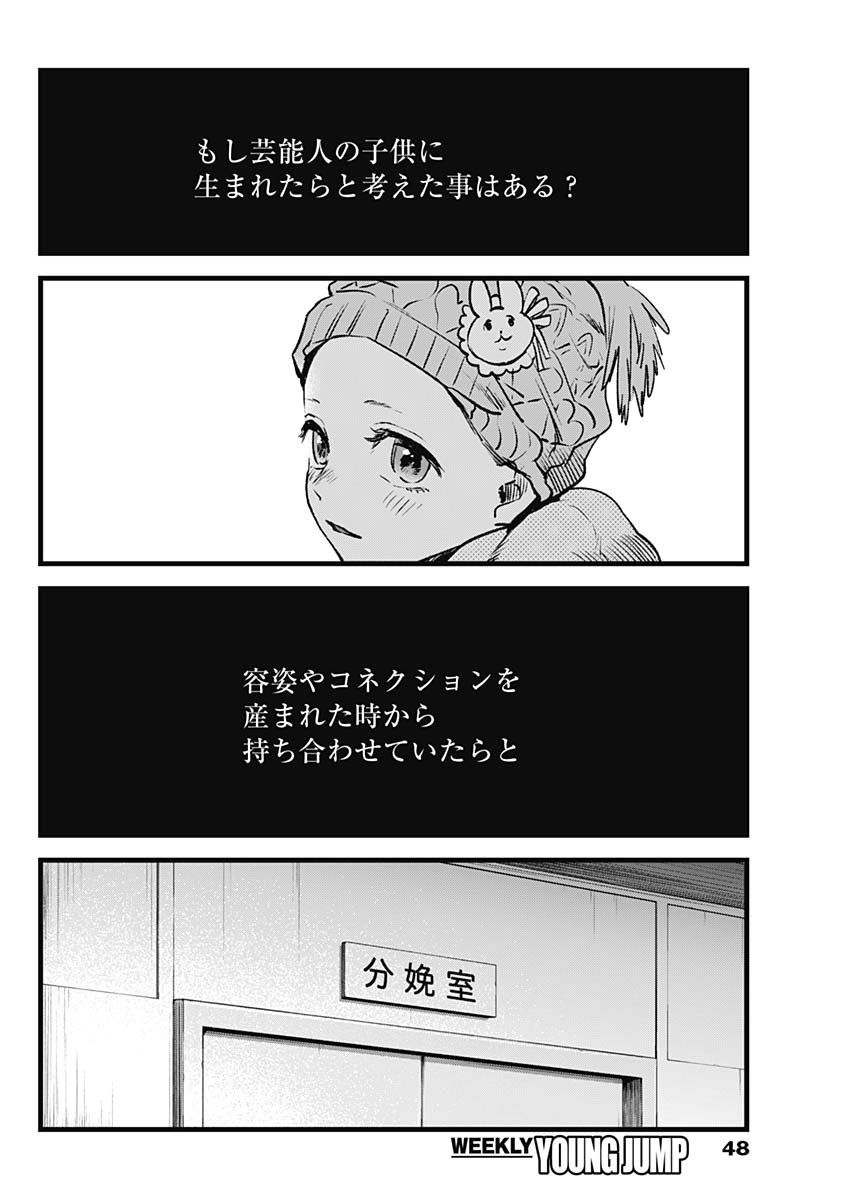 もし芸能人の子供に
生まれたらと考えた事はある？
容姿やコネクションを
産まれた時から
持ち合わせていたらと
分娩室
WEEKLY YOUNG JUMP 48